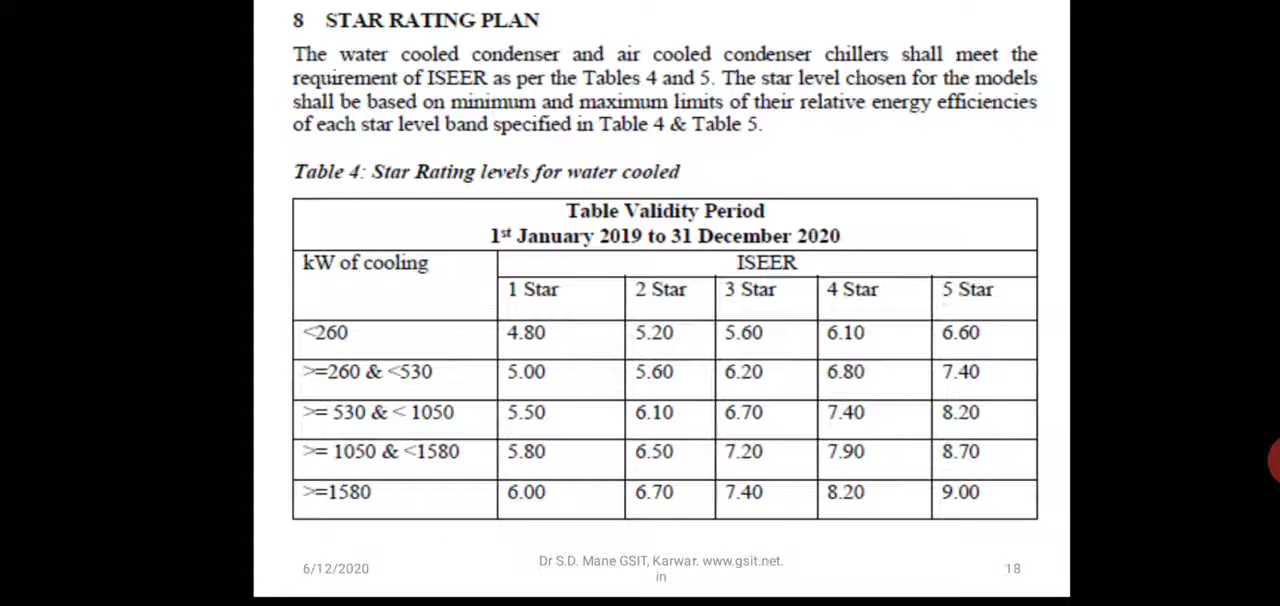 8 STAR RATING PLAN
The water cooled condenser and air cooled condenser chillers shall meet the
requirement of ISEER as per the Tables 4 and 5. The star level chosen for the models
shall be based on minimum and maximum limits of their relative energy efficiencies
of each star level band specified in Table 4 & Table 5.
Table 4: Star Rating levels for water cooled
Table Validity Period
1st January 2019 to 31 December 2020
kW of cooling ISEER
1 Star 2 Star 3 Star 4 Star 5 Star
<260 4.80 5.20 5.60 6.10 6.60
>=260 & <530 5.00 5.60 6.20 6.80 7.40
>= 530 & < 1050 5.50 6.10 6.70 7.40 8.20
>= 1050 & <1580 5.80 6.50 7.20 7.90 8.70
>=1580 6.00 6.70 7.40 8.20 9.00
6/12/2020
Dr S.D. Mane GSIT, Karwar. www.gsit.net.
in
18